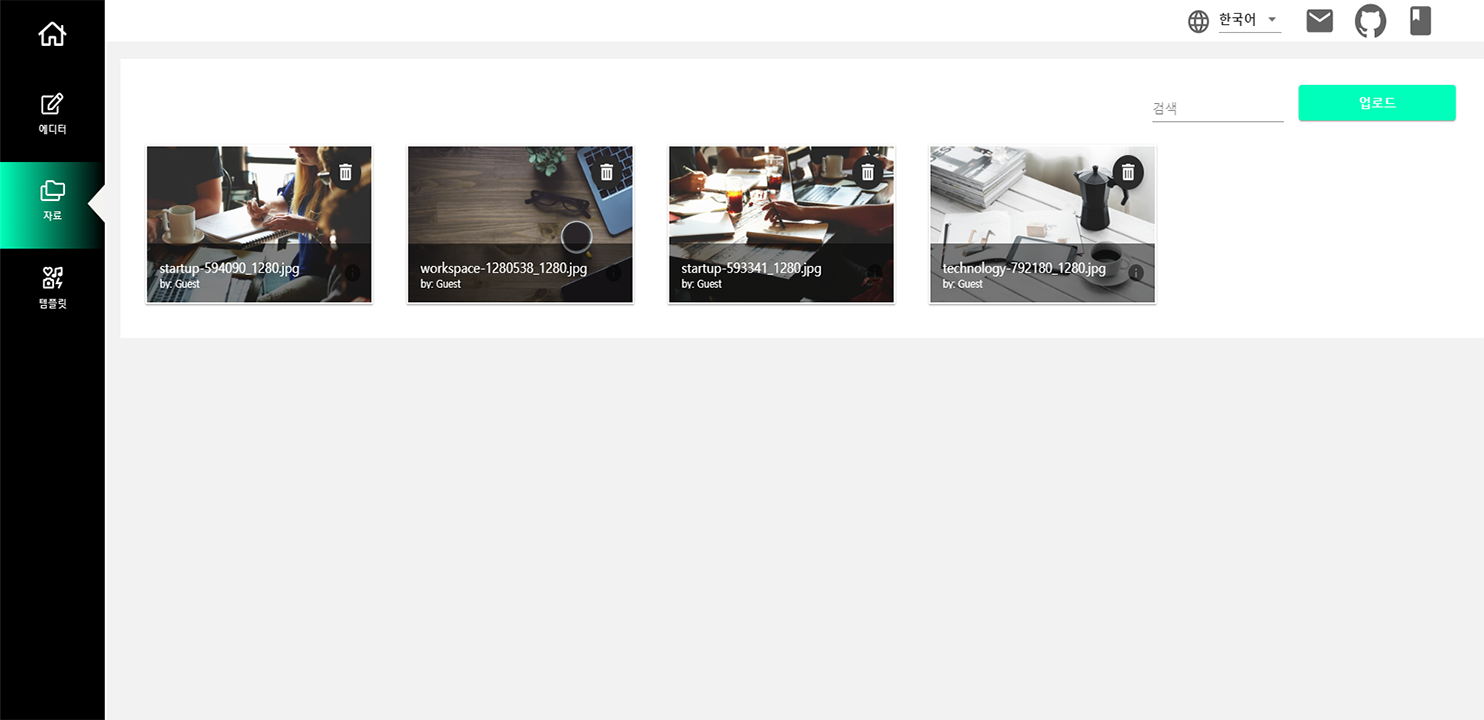 한국어
에디터
자료
템플릿
검색
업로드
startup-594090_1280.jpg
by: Guest
workspace-1280538_1280.jpg
by: Guest
startup-593341_1280.jpg
by: Guest
technology-792180_1280.jpg
by: Guest